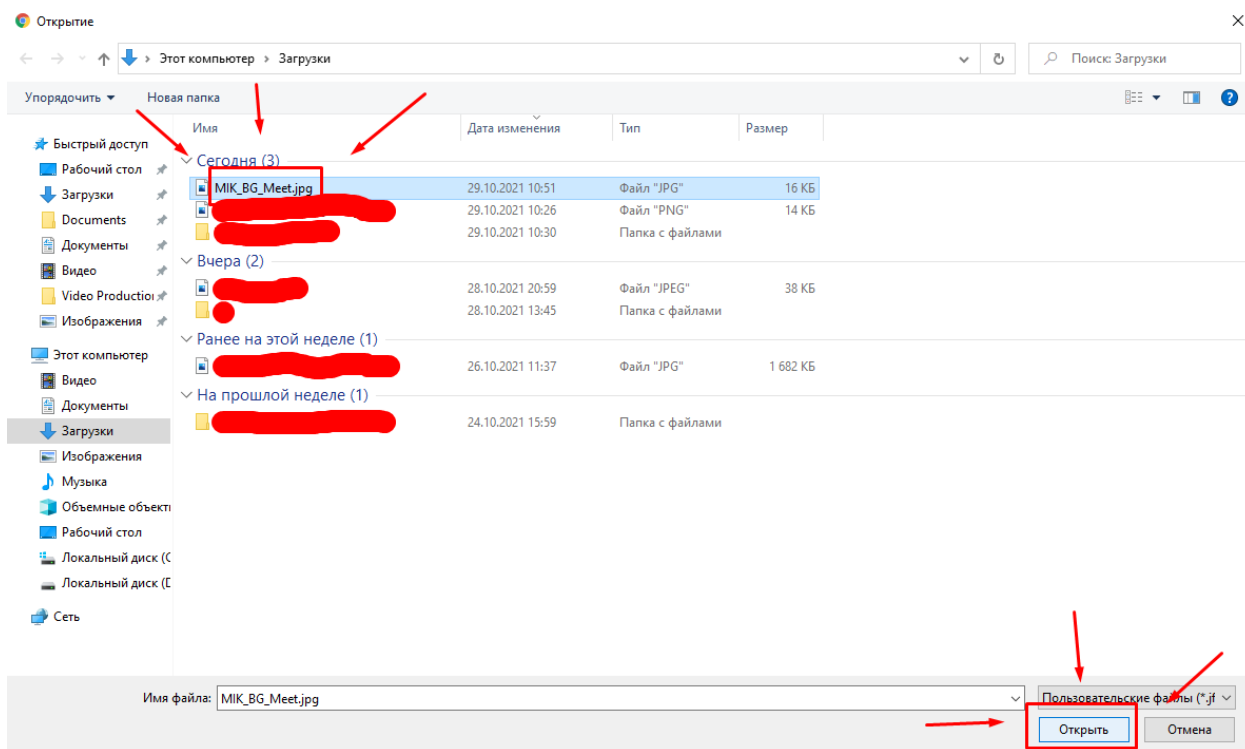 Открытие
Этот компьютер › Загрузки
Поиск: Загрузки
Упорядочить Новая папка
Имя Дата изменения Тип Размер
Быстрый доступ
Рабочий стол
Загрузки
Documents
Документы
Видео
Video Production
Изображения
Этот компьютер
Видео
Документы
Загрузки
Изображения
Музыка
Объемные объекты
Рабочий стол
Локальный диск (C
Локальный диск (D
Сеть
Сегодня (3)
MIK_BG_Meet.jpg 29.10.2021 10:51 Файл "JPG" 16 КБ
29.10.2021 10:26 Файл "PNG" 14 КБ
29.10.2021 10:30 Папка с файлами
Вчера (2)
28.10.2021 20:59 Файл "JPEG" 38 КБ
28.10.2021 13:45 Папка с файлами
Ранее на этой неделе (1)
26.10.2021 11:37 Файл "JPG" 1 682 КБ
На прошлой неделе (1)
24.10.2021 15:59 Папка с файлами
Имя файла: MIK_BG_Meet.jpg
Пользовательские файлы (*.jf
Открыть Отмена